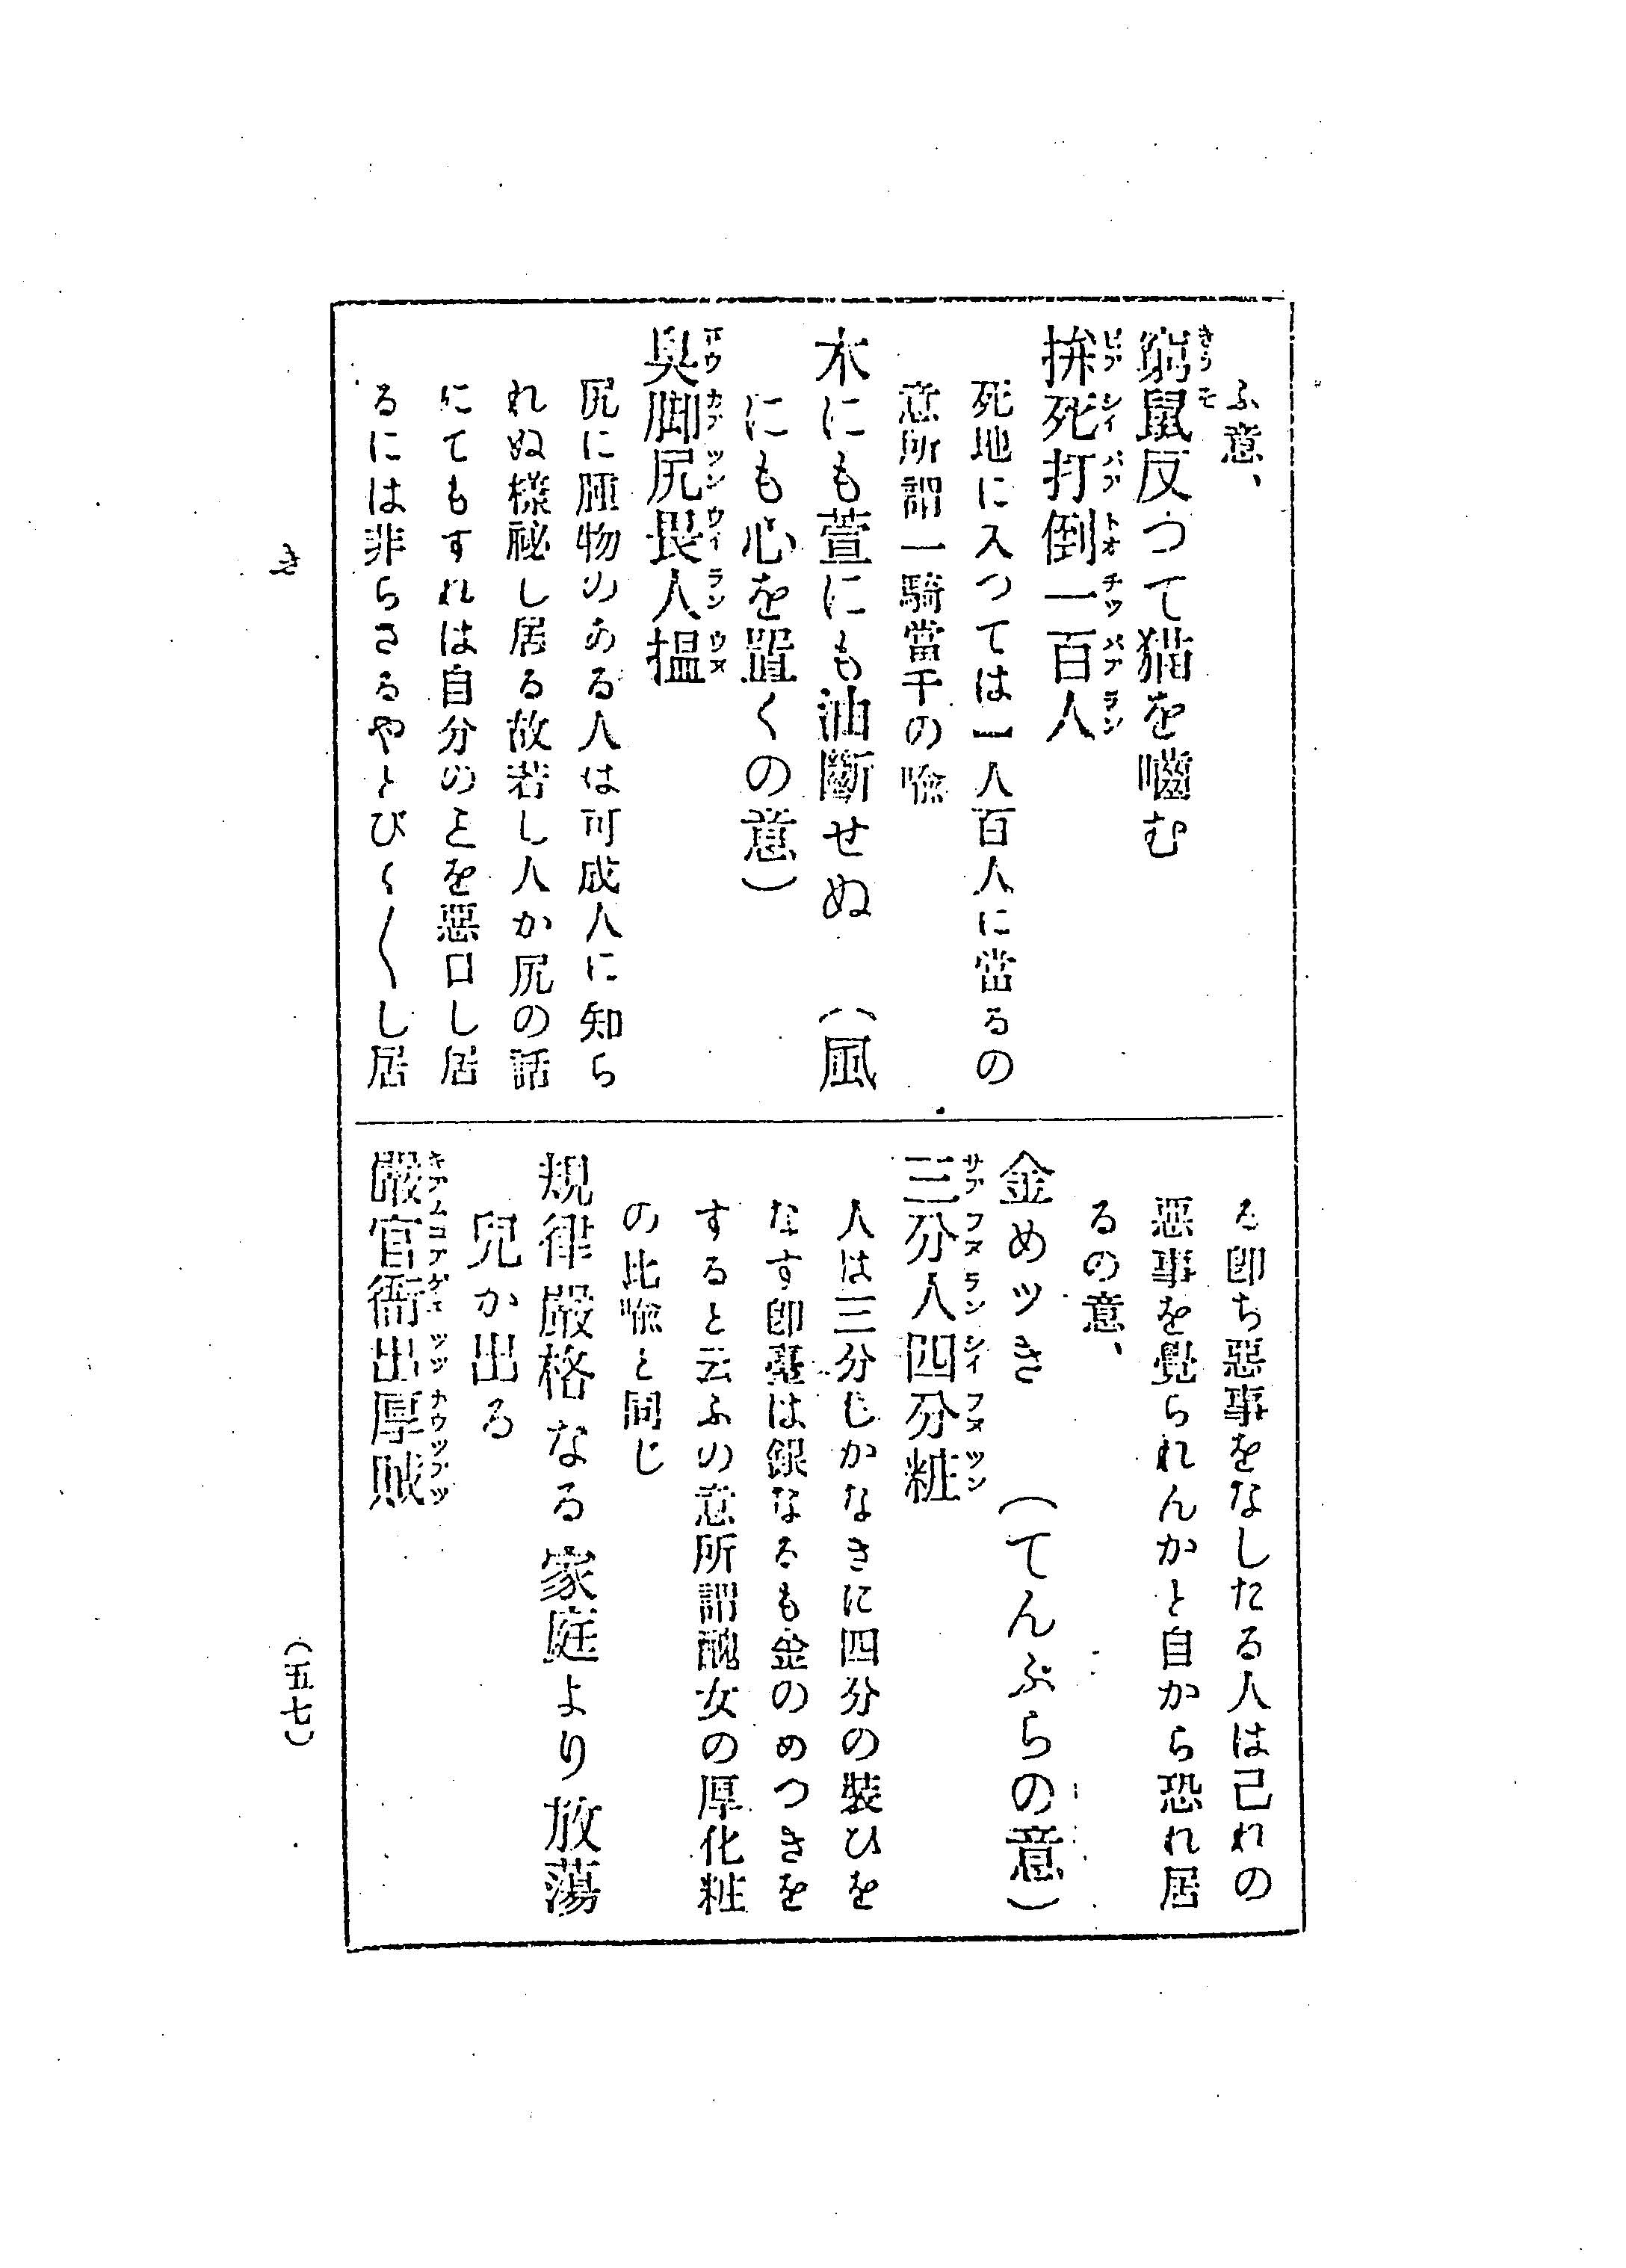 ふ意、
窮鼠反つて猫を嚙む
拚死打倒一百人
死地に入つては一人百人に當るの
意所謂一騎當千の喩
木にも萱にも油斷せぬ　(風
にも心を置くの意)
臭脚尻畏人揾
尻に腫物のある人は可成人に知ら
れぬ樣祕し居る故若し人か尻の話
にてもすれは自分のことを惡口し居
るには非らさるやとびく〳〵し居
る卽ち惡事をなしたる人は己れの
惡事を覺られんかと自から恐れ居
るの意、
金めッき　(てんぷらの意)
三分人四分粧
人は三分しかなきに四分の裝ひを
なす卽臺は銀なるも金のめつきを
すると云ふの意所謂醜女の厚化粧
の比喩と同じ
規律嚴格なる家庭より放蕩
兒か出る
嚴官衙出厚賊
き
(五七)